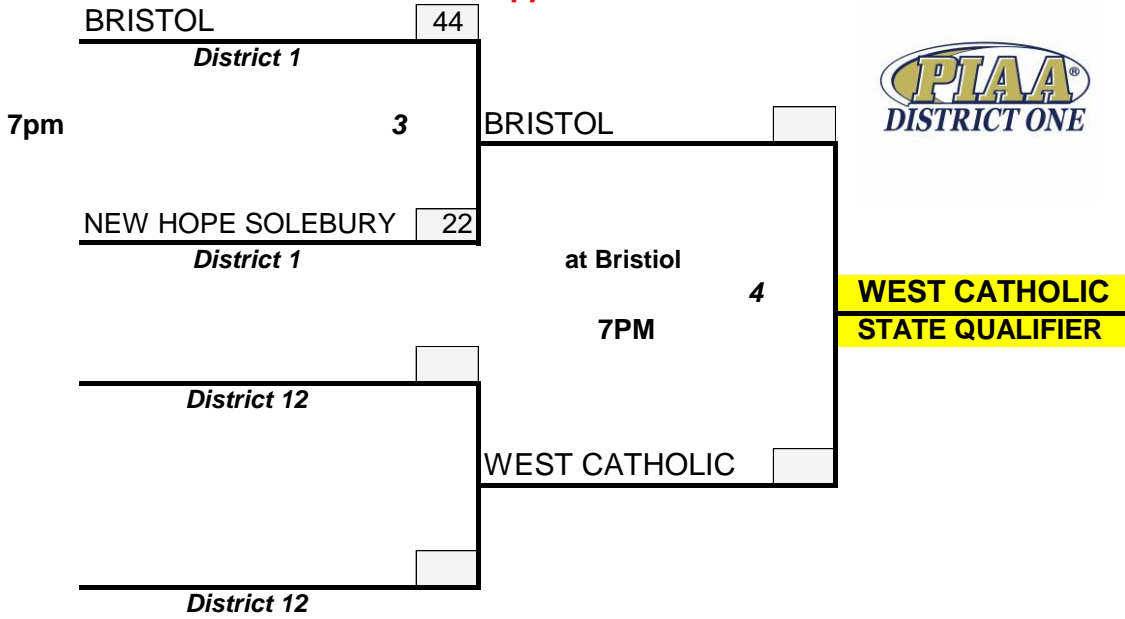 BRISTOL 44
District 1
PIAA®
DISTRICT ONE
7pm 3 BRISTOL
NEW HOPE SOLEBURY 22
District 1 at Bristiol
4 WEST CATHOLIC
7PM STATE QUALIFIER
District 12
WEST CATHOLIC
District 12